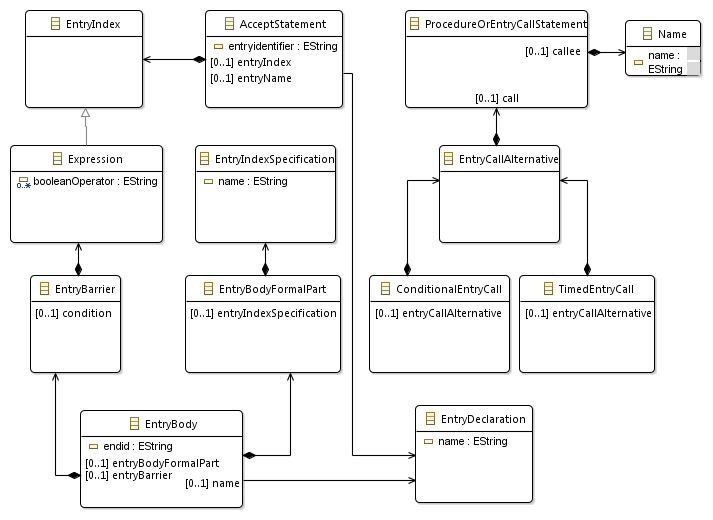 EntryIndex
AcceptStatement
entryidentifier : EString
[0..1] entryIndex
[0..1] entryName
ProcedureOrEntryCallStatement
[0..1] callee
[0..1] call
Name
name :
EString
Expression
booleanOperator : EString
0..*
EntryIndexSpecification
name : EString
EntryCallAlternative
EntryBarrier
[0..1] condition
EntryBodyFormalPart
[0..1] entryIndexSpecification
ConditionalEntryCall
[0..1] entryCallAlternative
TimedEntryCall
[0..1] entryCallAlternative
EntryBody
endid : EString
[0..1] entryBodyFormalPart
[0..1] entryBarrier
[0..1] name
EntryDeclaration
name : EString